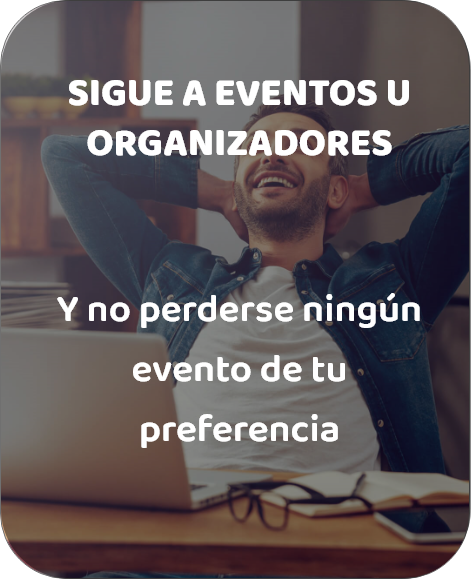 SIGUE A EVENTOS U
ORGANIZADORES
Y no perderse ningún
evento de tu
preferencia